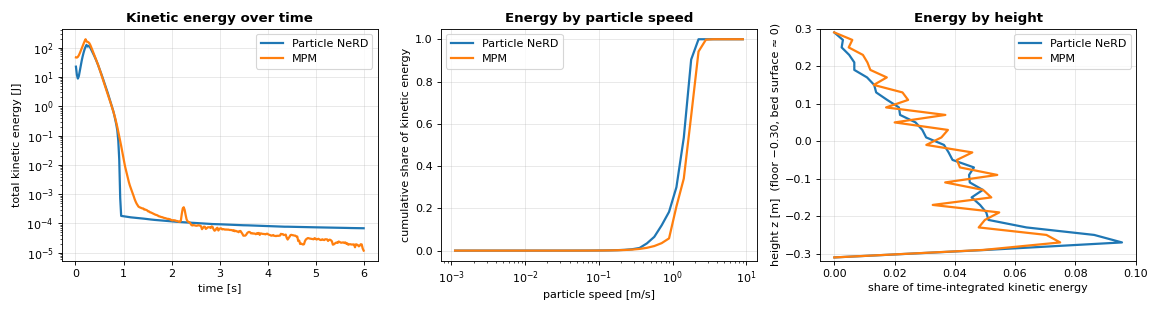 Kinetic energy over time
total kinetic energy [J]
10²
10¹
10⁰
10⁻¹
10⁻²
10⁻³
10⁻⁴
10⁻⁵
Particle NeRD
MPM
0
1
2
3
4
5
6
time [s]
Energy by particle speed
cumulative share of kinetic energy
1.0
0.8
0.6
0.4
0.2
0.0
Particle NeRD
MPM
10⁻³
10⁻²
10⁻¹
10⁰
10¹
particle speed [m/s]
Energy by height
height z [m] (floor −0.30, bed surface ≈ 0)
0.3
0.2
0.1
0.0
−0.1
−0.2
−0.3
Particle NeRD
MPM
0.00
0.02
0.04
0.06
0.08
0.10
share of time-integrated kinetic energy